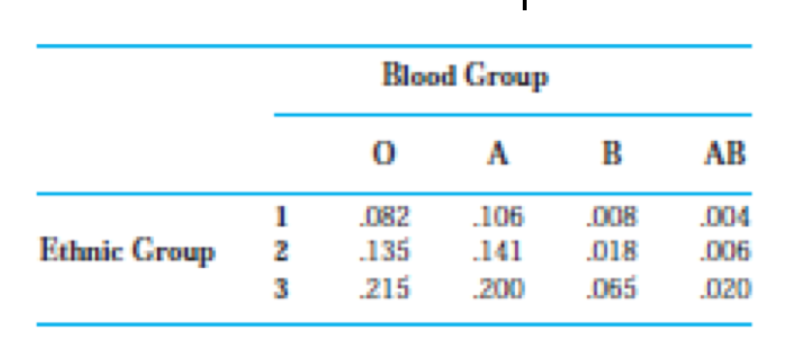 Blood Group
O A B AB
1 .082 .106 .008 .004
Ethnic Group 2 .135 .141 .018 .006
3 .215 .200 .065 .020